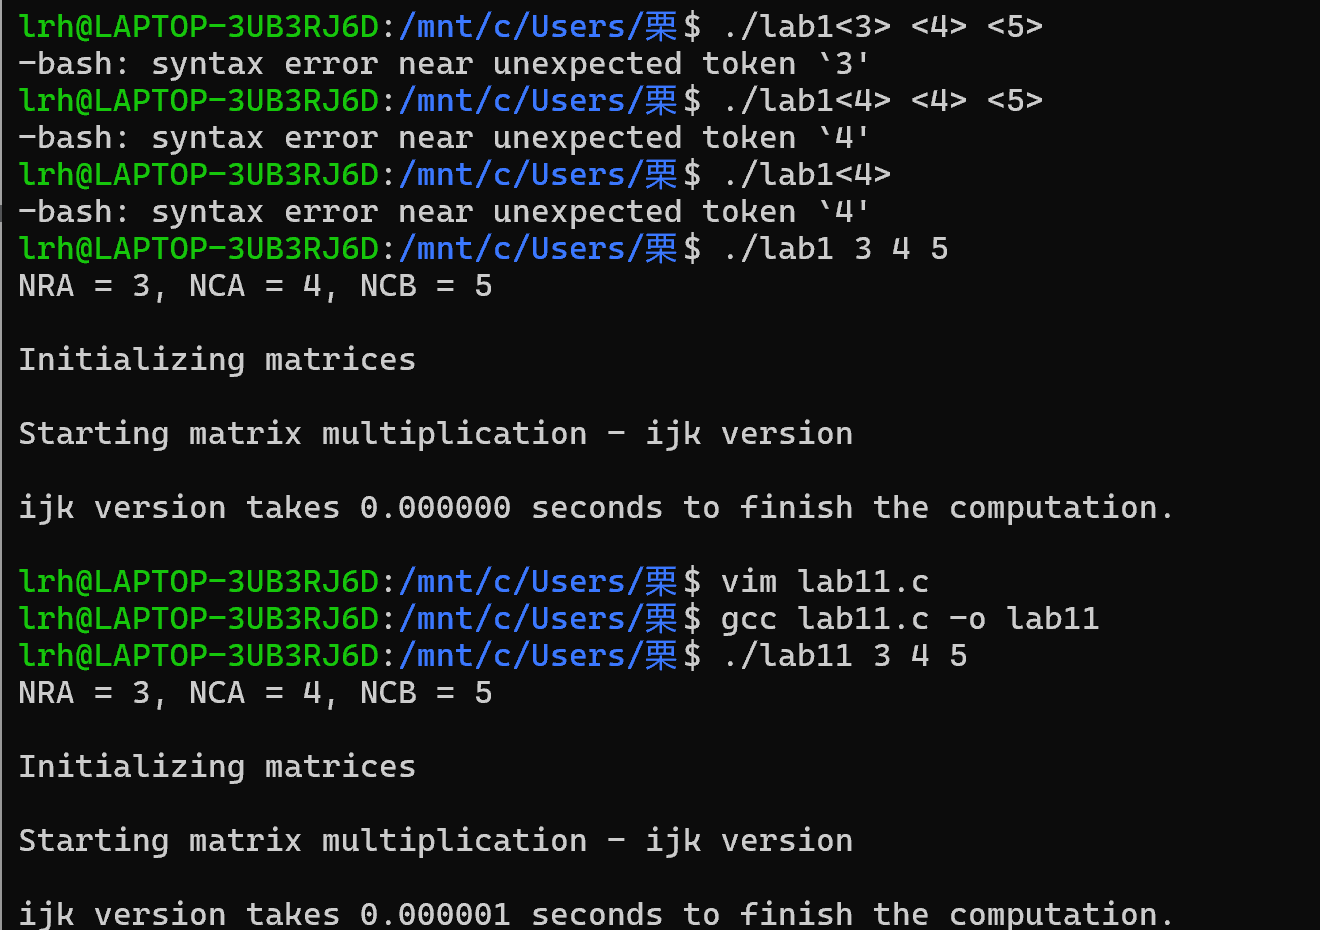 lrh@LAPTOP-3UB3RJ6D:/mnt/c/Users/栗$ ./lab1<3> <4> <5>
-bash: syntax error near unexpected token `3'
lrh@LAPTOP-3UB3RJ6D:/mnt/c/Users/栗$ ./lab1<4> <4> <5>
-bash: syntax error near unexpected token `4'
lrh@LAPTOP-3UB3RJ6D:/mnt/c/Users/栗$ ./lab1<4>
-bash: syntax error near unexpected token `4'
lrh@LAPTOP-3UB3RJ6D:/mnt/c/Users/栗$ ./lab1 3 4 5
NRA = 3, NCA = 4, NCB = 5
Initializing matrices
Starting matrix multiplication - ijk version
ijk version takes 0.000000 seconds to finish the computation.
lrh@LAPTOP-3UB3RJ6D:/mnt/c/Users/栗$ vim lab11.c
lrh@LAPTOP-3UB3RJ6D:/mnt/c/Users/栗$ gcc lab11.c -o lab11
lrh@LAPTOP-3UB3RJ6D:/mnt/c/Users/栗$ ./lab11 3 4 5
NRA = 3, NCA = 4, NCB = 5
Initializing matrices
Starting matrix multiplication - ijk version
ijk version takes 0.000001 seconds to finish the computation.